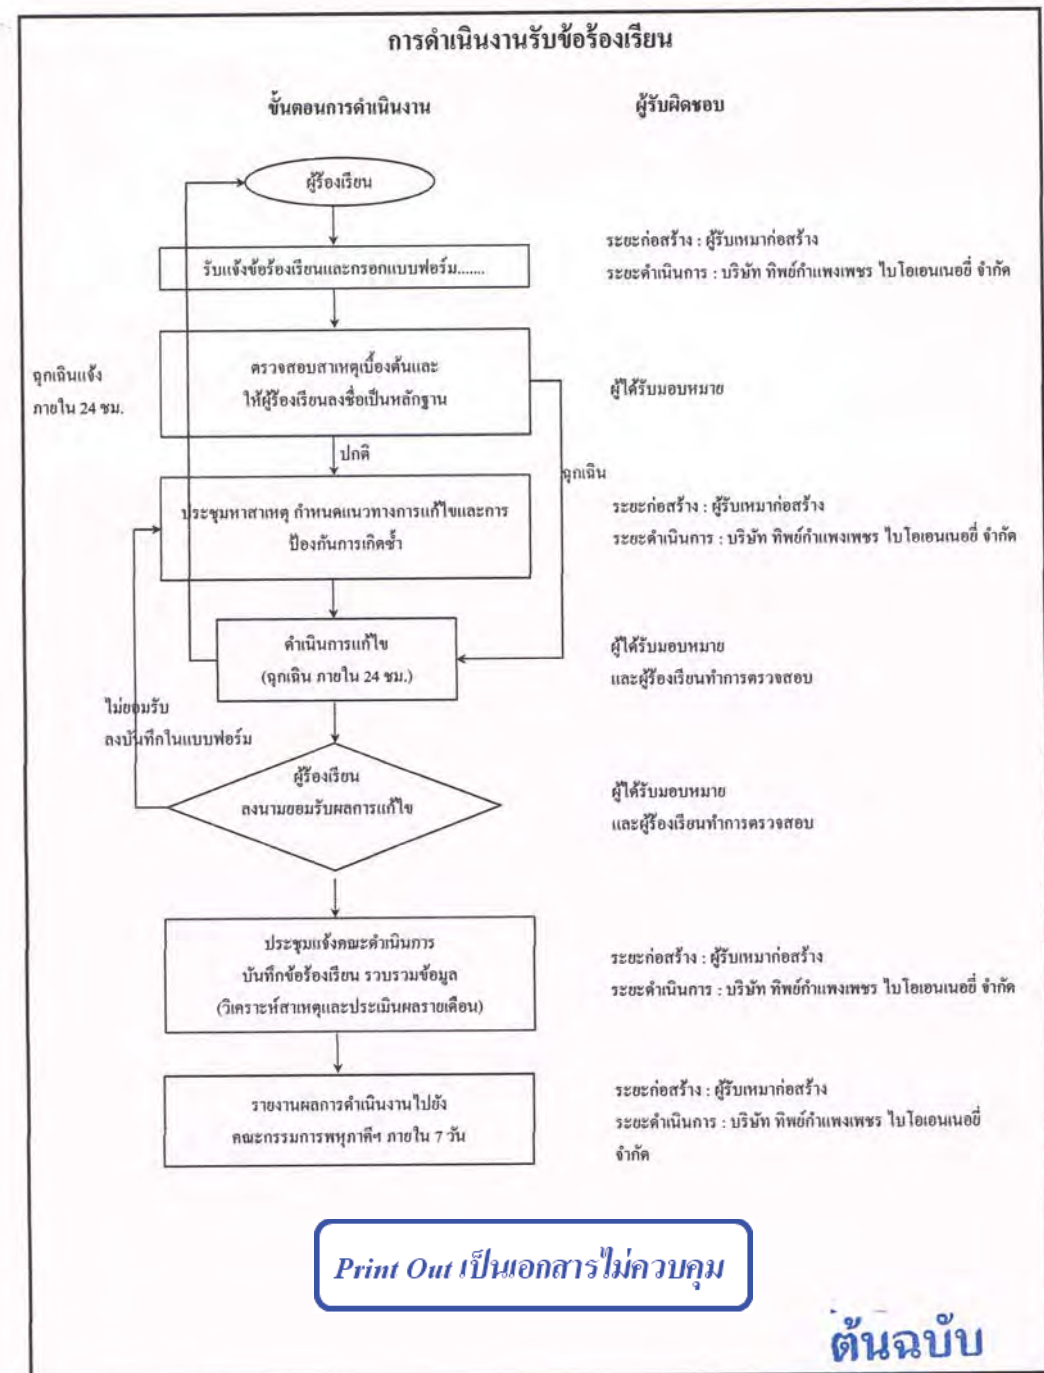 การดำเนินงานรับข้อร้องเรียน
ขั้นตอนการดำเนินงาน
ผู้รับผิดชอบ
ผู้ร้องเรียน
รับแจ้งข้อร้องเรียนและกรอกแบบฟอร์ม.......
ระยะก่อสร้าง : ผู้รับเหมาก่อสร้าง
ระยะดำเนินการ : บริษัท ทิพย์กำแพงเพชร ไบโอเอนเนอยี่ จำกัด
ฉุกเฉินแจ้ง
ภายใน 24 ชม.
ตรวจสอบสาเหตุเบื้องต้นและ
ให้ผู้ร้องเรียนลงชื่อเป็นหลักฐาน
ผู้ได้รับมอบหมาย
ปกติ
ฉุกเฉิน
ประชุมหาสาเหตุ กำหนดแนวทางการแก้ไขและการ
ป้องกันการเกิดซ้ำ
ระยะก่อสร้าง : ผู้รับเหมาก่อสร้าง
ระยะดำเนินการ : บริษัท ทิพย์กำแพงเพชร ไบโอเอนเนอยี่ จำกัด
ดำเนินการแก้ไข
(ฉุกเฉิน ภายใน 24 ชม.)
ผู้ได้รับมอบหมาย
และผู้ร้องเรียนทำการตรวจสอบ
ไม่ยอมรับ
ลงบันทึกในแบบฟอร์ม
ผู้ร้องเรียน
ลงนามยอมรับผลการแก้ไข
ผู้ได้รับมอบหมาย
และผู้ร้องเรียนทำการตรวจสอบ
ประชุมแจ้งคณะดำเนินการ
บันทึกข้อร้องเรียน รวบรวมข้อมูล
(วิเคราะห์สาเหตุและประเมินผลรายเดือน)
ระยะก่อสร้าง : ผู้รับเหมาก่อสร้าง
ระยะดำเนินการ : บริษัท ทิพย์กำแพงเพชร ไบโอเอนเนอยี่ จำกัด
รายงานผลการดำเนินงานไปยัง
คณะกรรมการพหุภาคีฯ ภายใน 7 วัน
ระยะก่อสร้าง : ผู้รับเหมาก่อสร้าง
ระยะดำเนินการ : บริษัท ทิพย์กำแพงเพชร ไบโอเอนเนอยี่
จำกัด
Print Out เป็นเอกสารไม่ควบคุม
ต้นฉบับ